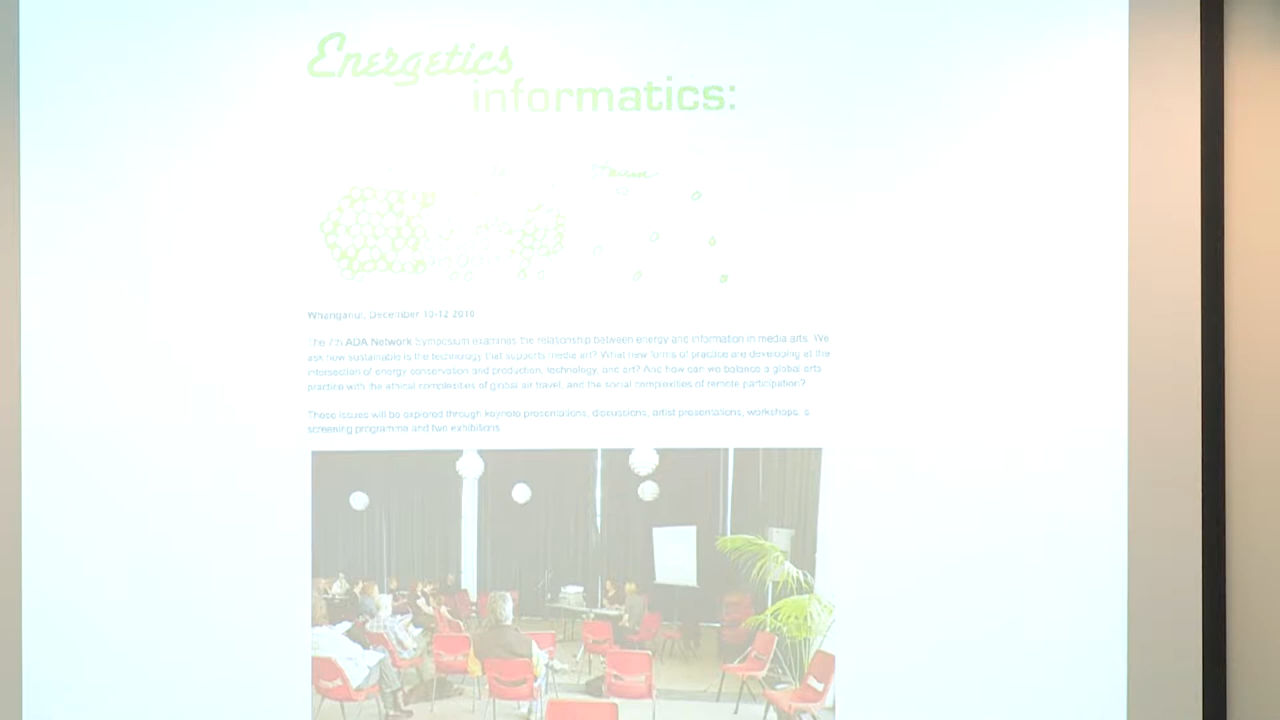 Energetics
informatics:
Whanganui, December 10-12 2010
The 7th ADA Network Symposium examines the relationship between energy and information in media arts. We
ask how sustainable is the technology that supports media art? What new forms of practice are developing at the
intersection of energy conservation and production, technology, and art? And how can we balance a global arts
practice with the ethical complexities of global air travel, and the social complexities of remote participation?
These issues will be explored through keynote presentations, discussions, artist presentations, workshops, a
screening programme and two exhibitions.